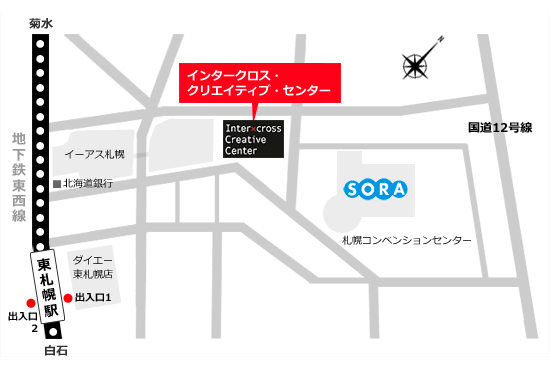 菊水
N
インタークロス・
クリエイティブ・センター
Inter×cross
Creative
Center
国道12号線
地下鉄東西線
イーアス札幌
北海道銀行
SORA
札幌コンベンションセンター
東札幌駅
ダイエー
東札幌店
出入口1
出入口
2
白石